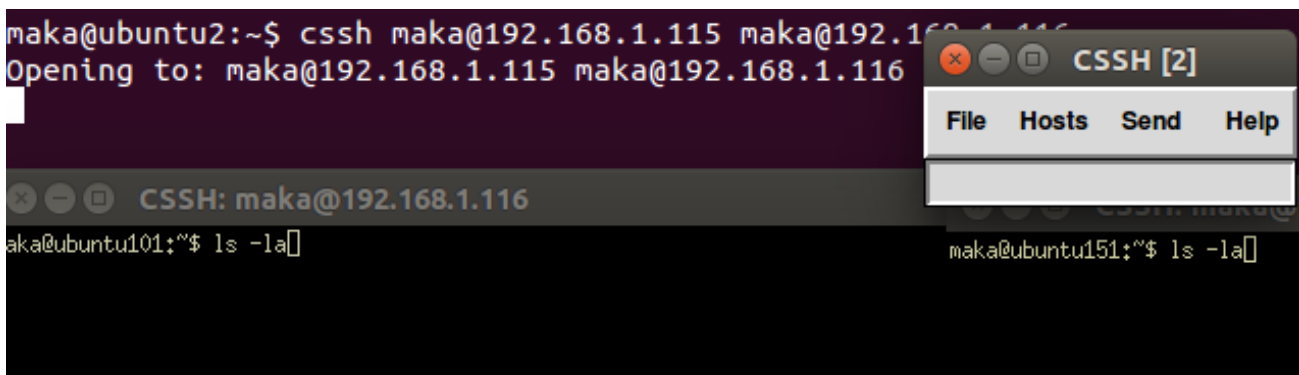 maka@ubuntu2:~$ cssh maka@192.168.1.115 maka@192.1
Opening to: maka@192.168.1.115 maka@192.168.1.116
CSSH [2]
File Hosts Send Help
CSSH: maka@192.168.1.116
aka@ubuntu101:~$ ls -la
maka@ubuntu151:~$ ls -la